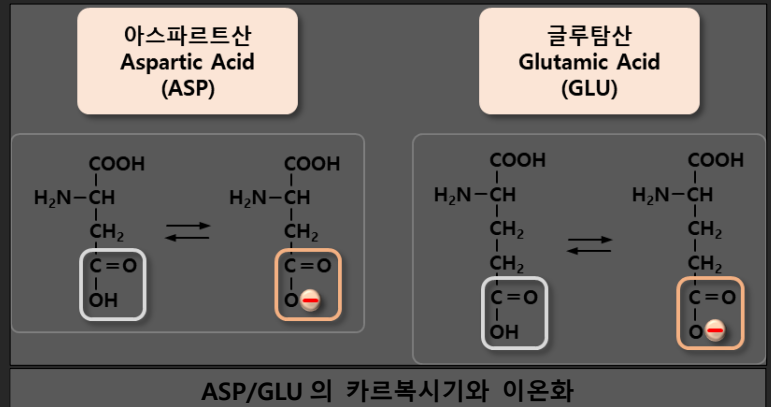 아스파르트산
Aspartic Acid
(ASP)
글루탐산
Glutamic Acid
(GLU)
COOH
H₂N-CH
CH₂
C=O
OH
COOH
H₂N-CH
CH₂
C=O
O
COOH
H₂N-CH
CH₂
CH₂
C=O
OH
COOH
H₂N-CH
CH₂
CH₂
C=O
O
ASP/GLU 의 카르복시기와 이온화